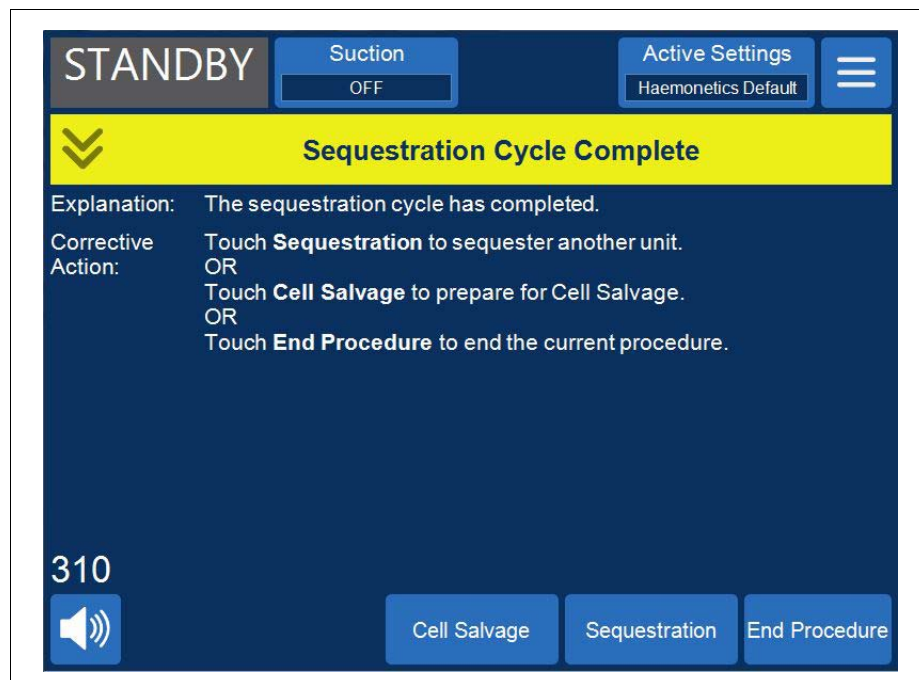 STANDBY
Suction
OFF
Active Settings
Haemonetics Default
Sequestration Cycle Complete
Explanation: The sequestration cycle has completed.
Corrective Action: Touch Sequestration to sequester another unit.
OR
Touch Cell Salvage to prepare for Cell Salvage.
OR
Touch End Procedure to end the current procedure.
310
Cell Salvage
Sequestration
End Procedure